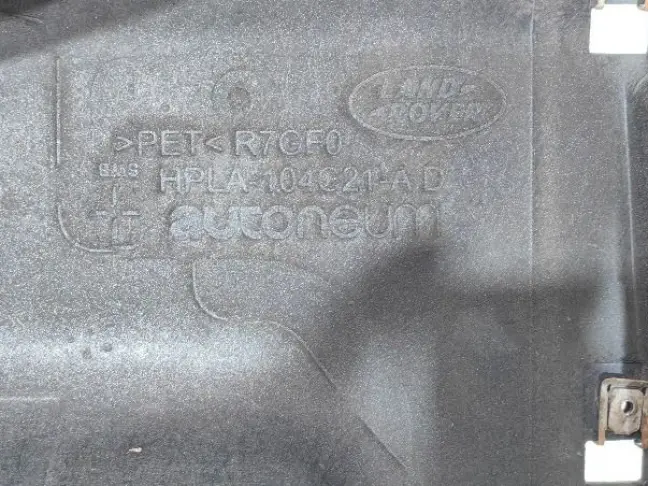 LAND-
ROVER
>PET< R7GF0
HPLA-104C21-AD
autoneum